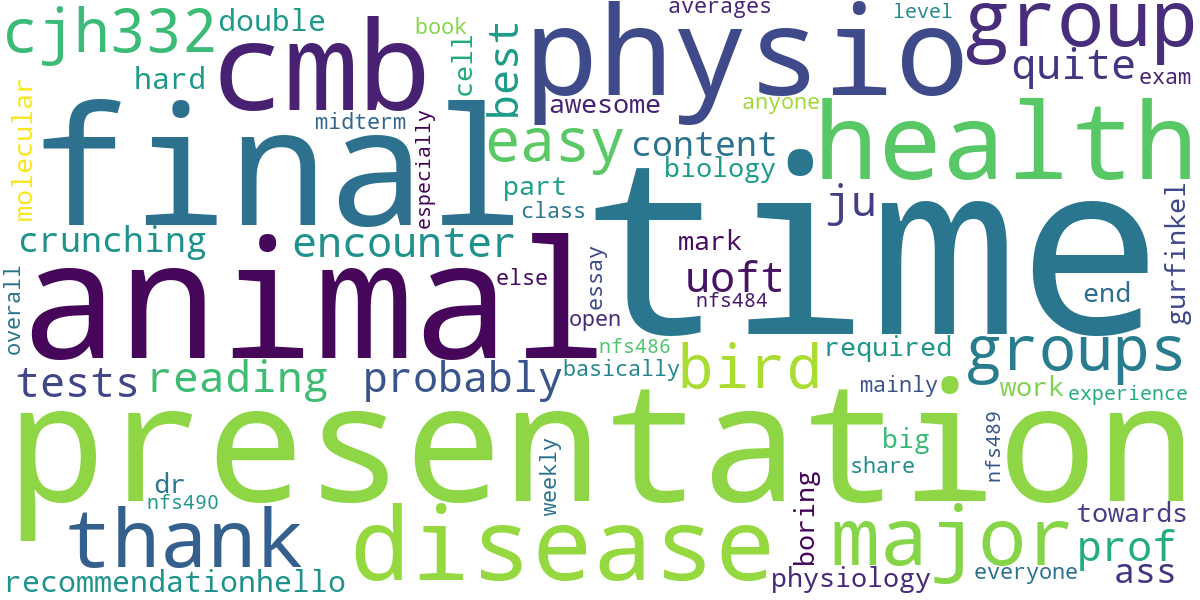 cjh332
double
book
averages
level
group
cmb
physio
hard
cell
best
quite
exam
molecular
awesome
anyone
final
midterm
especially
easy
content
health
biology
time
part
class
ju
crunching
encounter
mark
uoft
nfs484
gurfinkel
animal
else
essay
end
overall
open
nfs486
basically
bird
required
groups
tests
reading
probably
mainly
work
experience
presentation
weekly
big
share
nfs489
dr
nfs490
thank
disease
boring
major
towards
prof
recommendationhello
physiology
everyone
ass